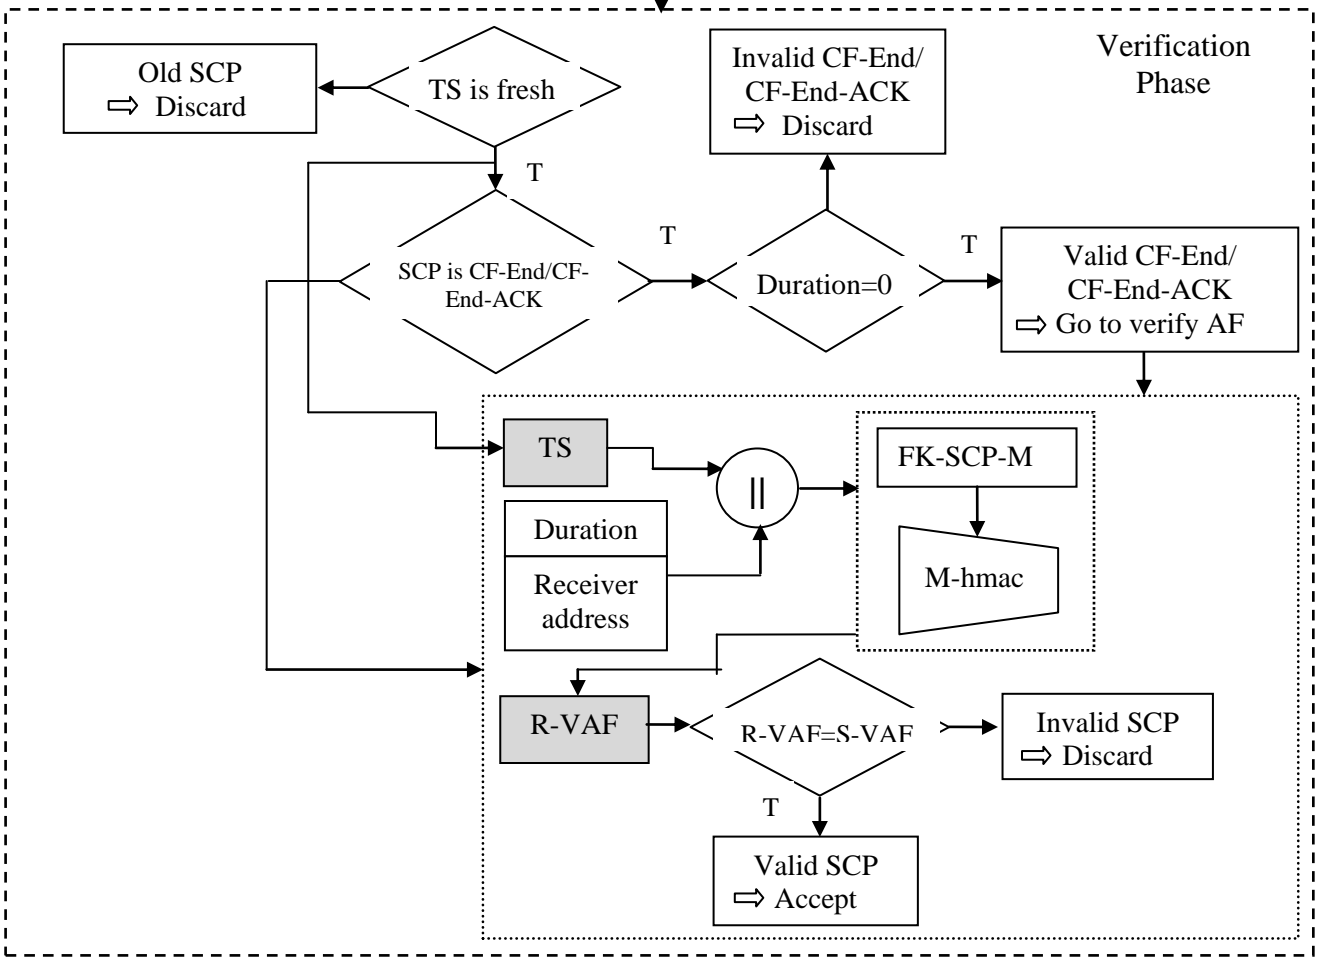 Verification
Phase
Old SCP
⇨ Discard
TS is fresh
Invalid CF-End/
CF-End-ACK
⇨ Discard
T
SCP is CF-End/CF-
End-ACK
T
Duration=0
T
Valid CF-End/
CF-End-ACK
⇨ Go to verify AF
TS
||
FK-SCP-M
Duration
Receiver
address
M-hmac
R-VAF
R-VAF=S-VAF
Invalid SCP
⇨ Discard
T
Valid SCP
⇨ Accept